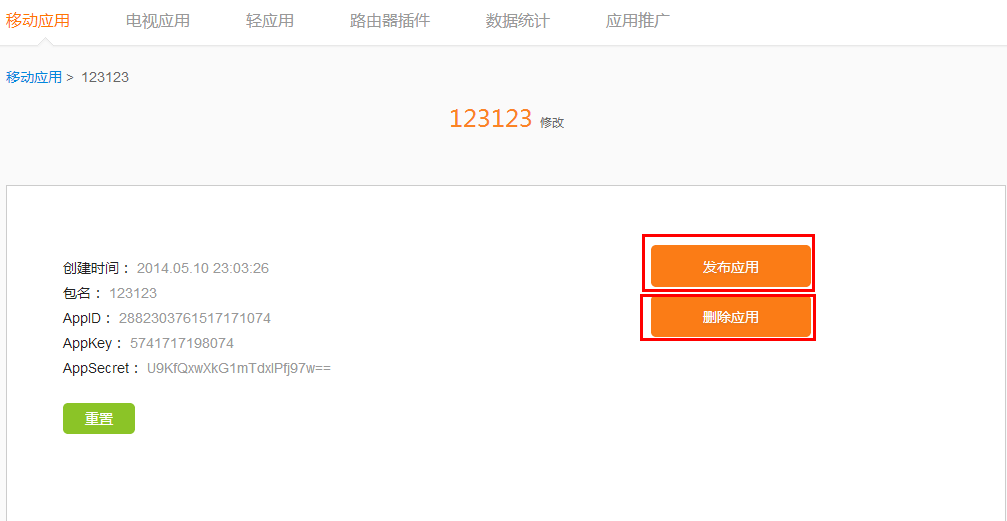 移动应用 电视应用 轻应用 路由器插件 数据统计 应用推广
移动应用 > 123123
123123 修改
创建时间： 2014.05.10 23:03:26
包名： 123123
AppID： 2882303761517171074
AppKey： 5741717198074
AppSecret： U9KfQxwXkG1mTdxlPfj97w==
重置
发布应用
删除应用